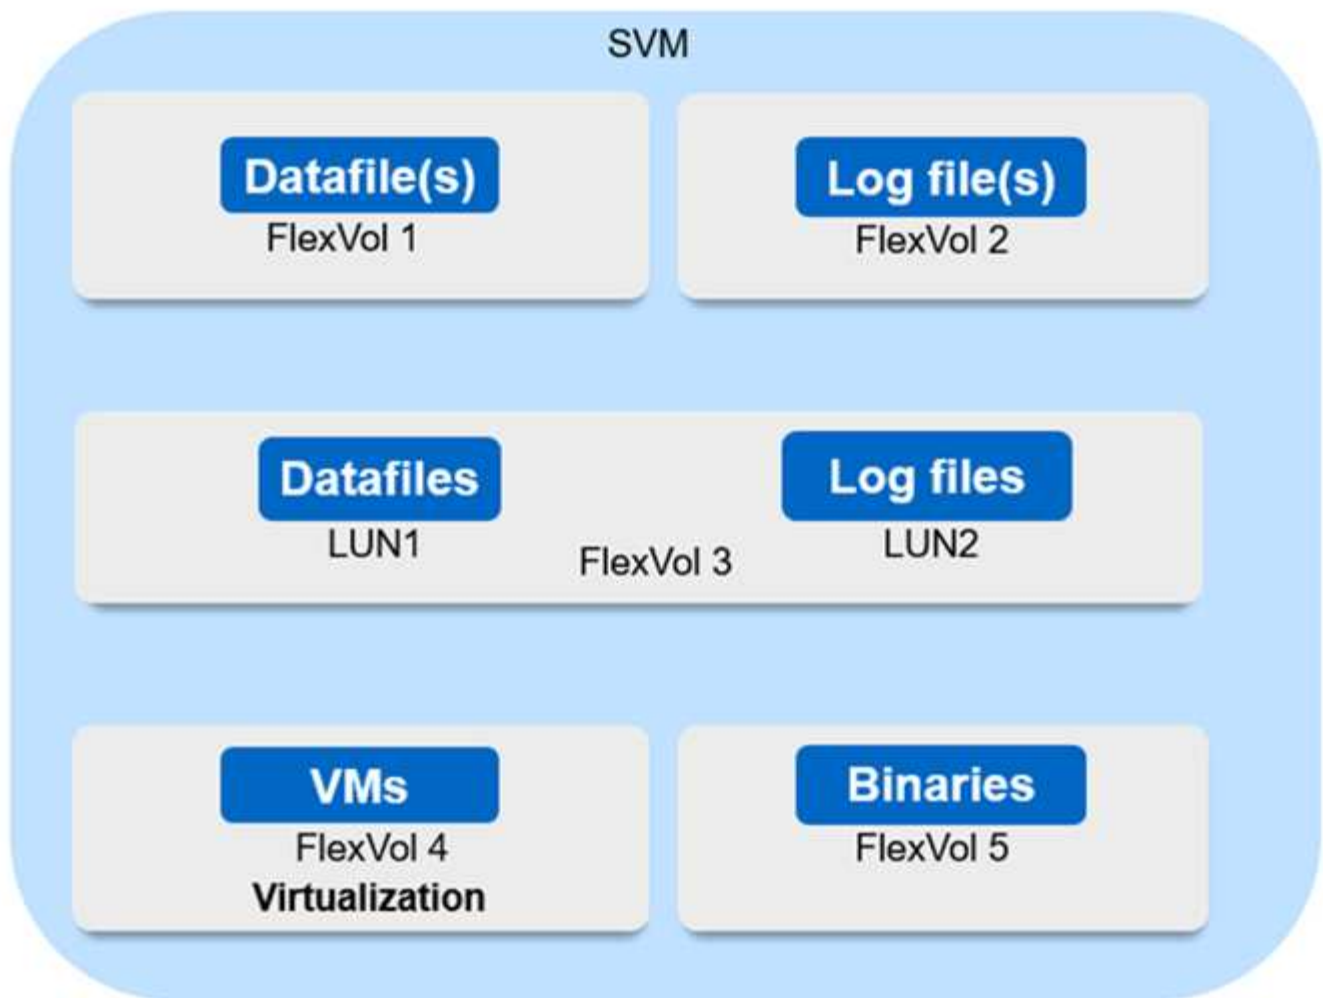 SVM
Datafile(s)
FlexVol 1
Log file(s)
FlexVol 2
Datafiles
LUN1
Log files
LUN2
FlexVol 3
VMs
FlexVol 4
Virtualization
Binaries
FlexVol 5